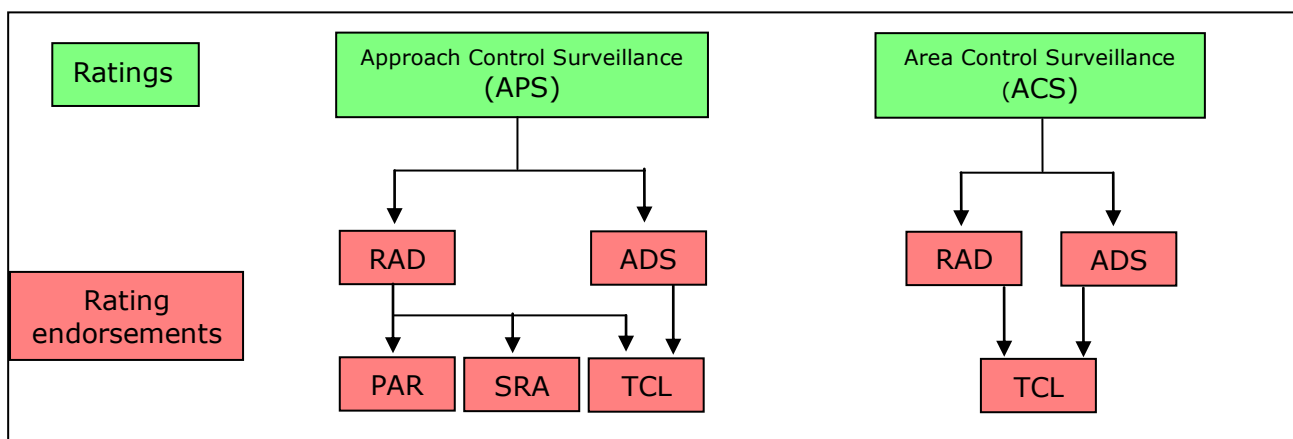 Ratings
Approach Control Surveillance
(APS)
Area Control Surveillance
(ACS)
RAD
ADS
RAD
ADS
Rating
endorsements
PAR
SRA
TCL
TCL